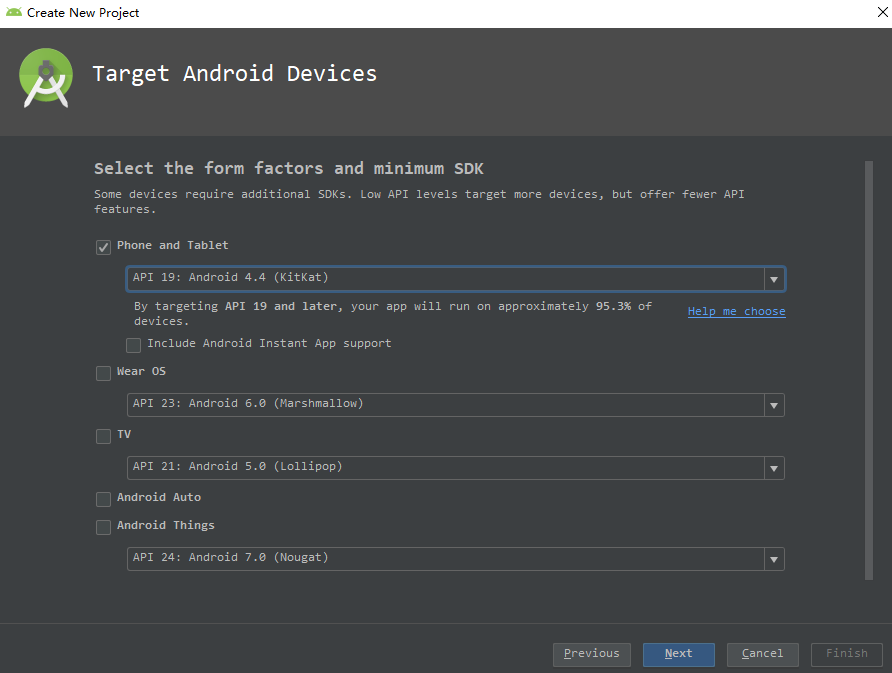 Create New Project
Target Android Devices
Select the form factors and minimum SDK
Some devices require additional SDKs. Low API levels target more devices, but offer fewer API
features.
Phone and Tablet
API 19: Android 4.4 (KitKat)
By targeting API 19 and later, your app will run on approximately 95.3% of
devices.
Help me choose
Include Android Instant App support
Wear OS
API 23: Android 6.0 (Marshmallow)
TV
API 21: Android 5.0 (Lollipop)
Android Auto
Android Things
API 24: Android 7.0 (Nougat)
Previous
Next
Cancel
Finish